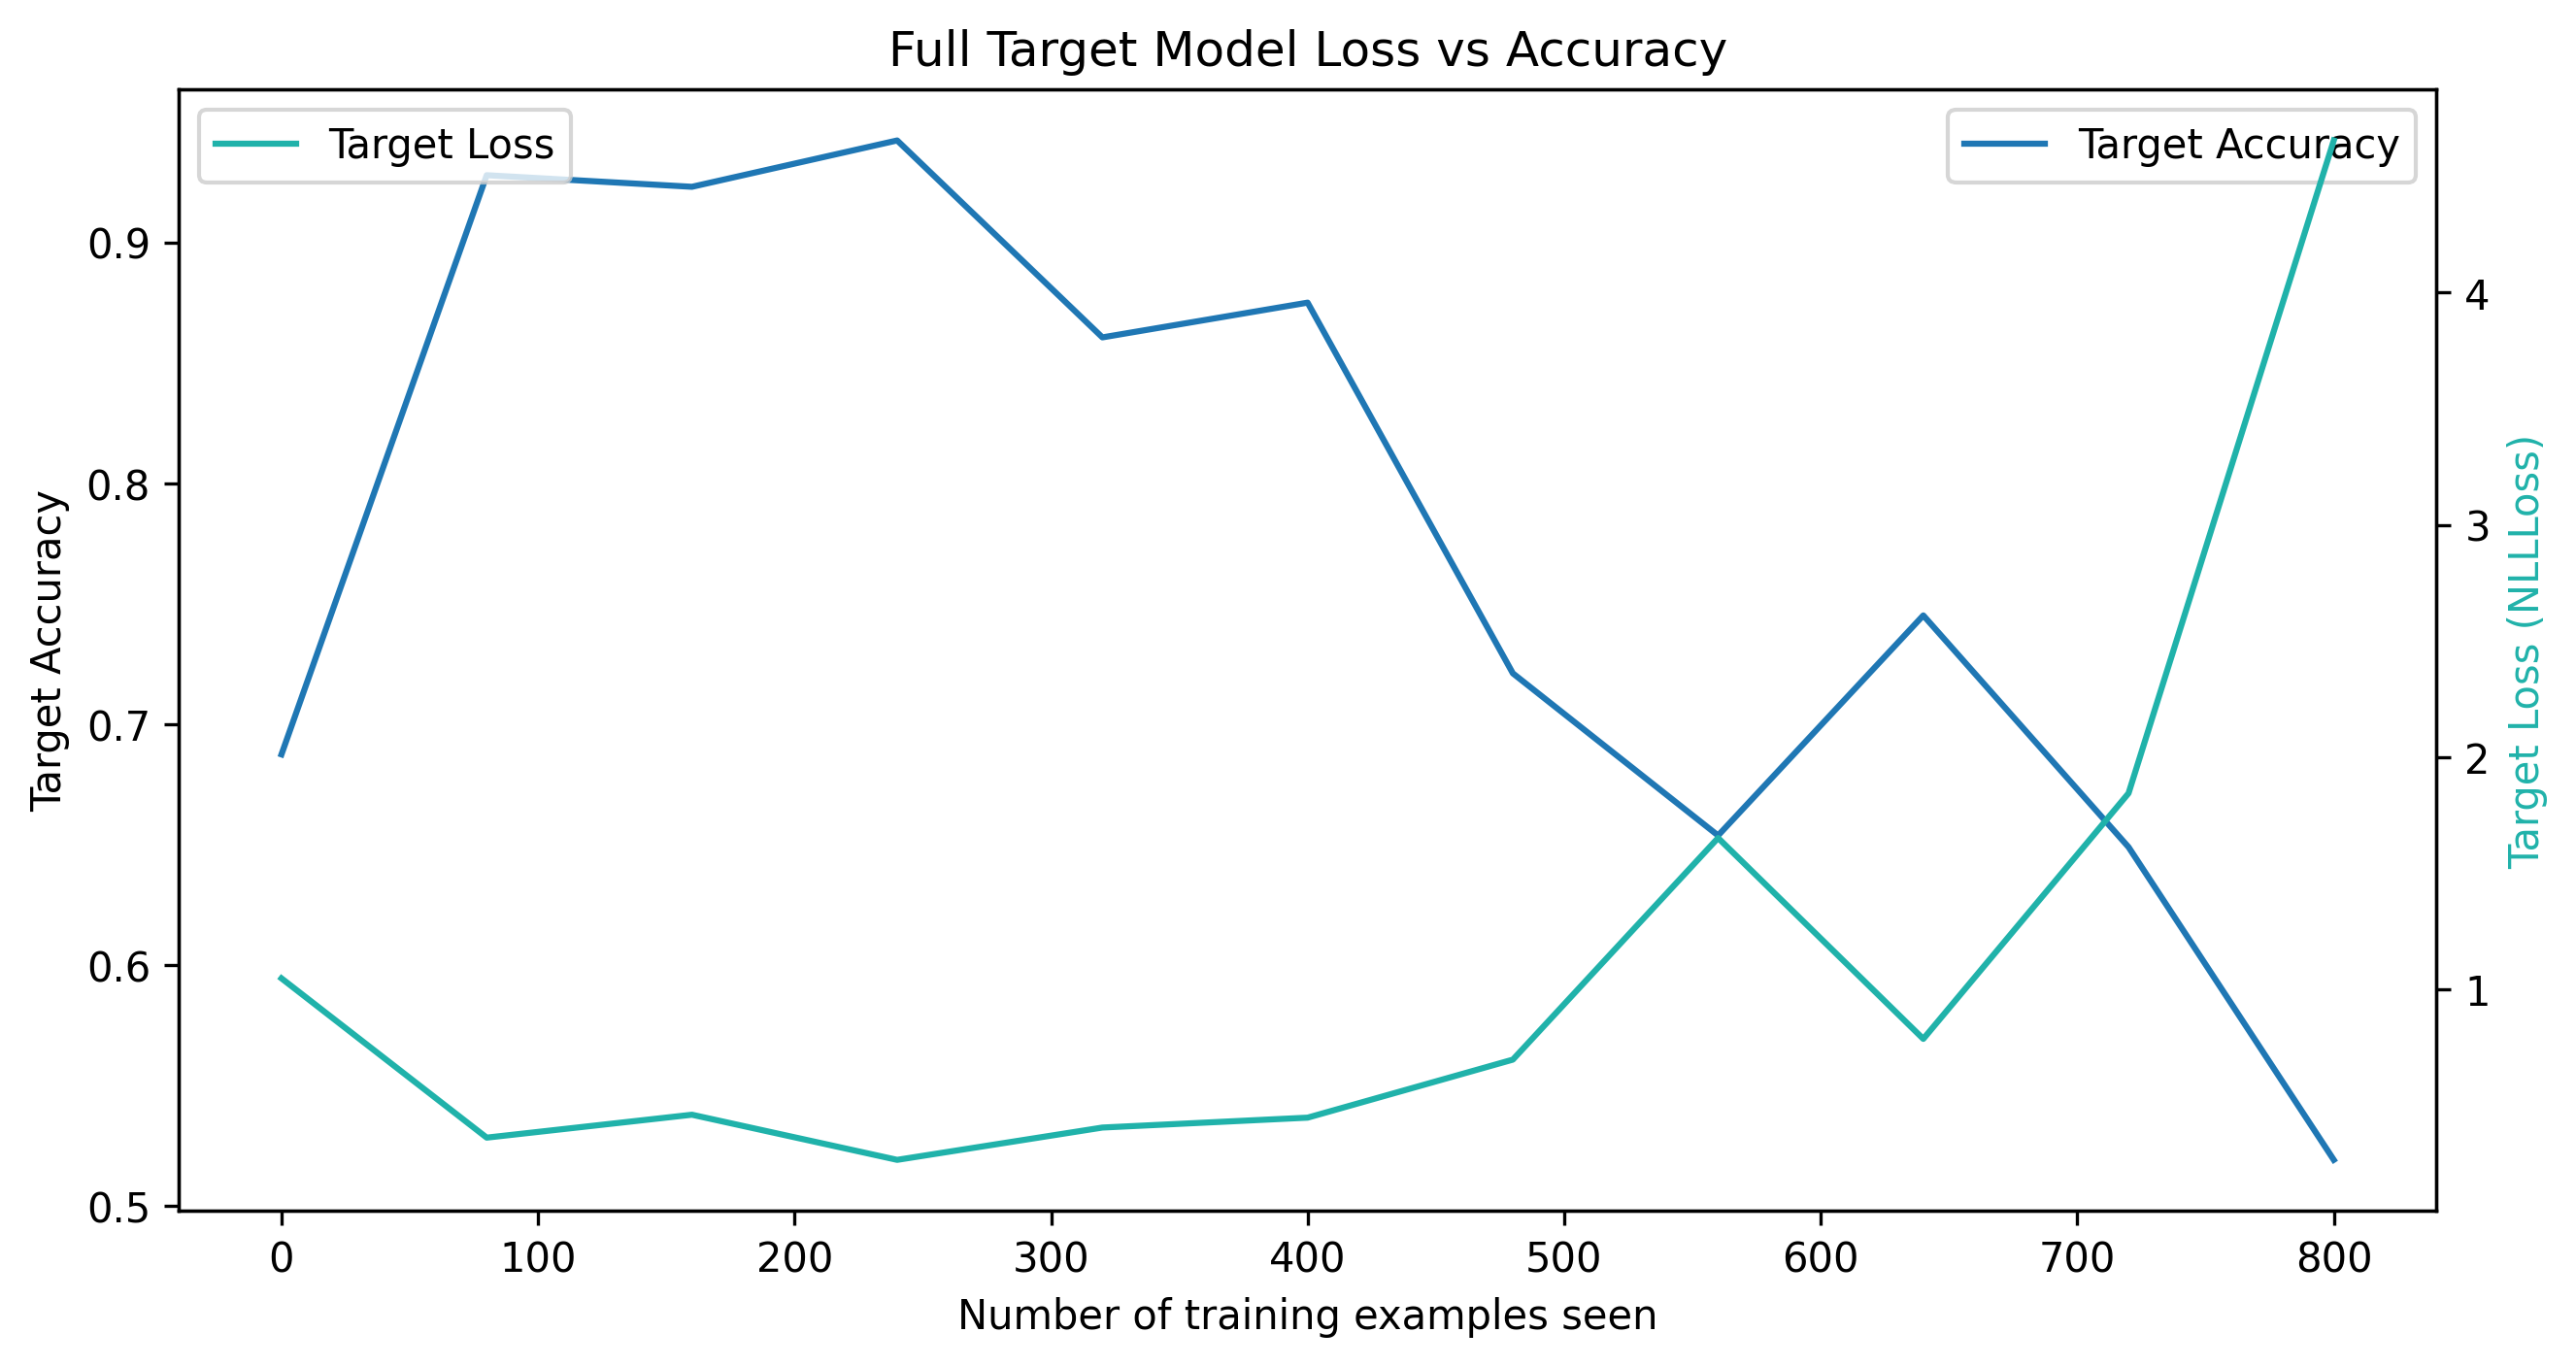 Full Target Model Loss vs Accuracy
Target Loss
Target Accuracy
Target Accuracy
0.9
0.8
0.7
0.6
0.5
4
3
2
1
Target Loss (NLLLoss)
0 100 200 300 400 500 600 700 800
Number of training examples seen